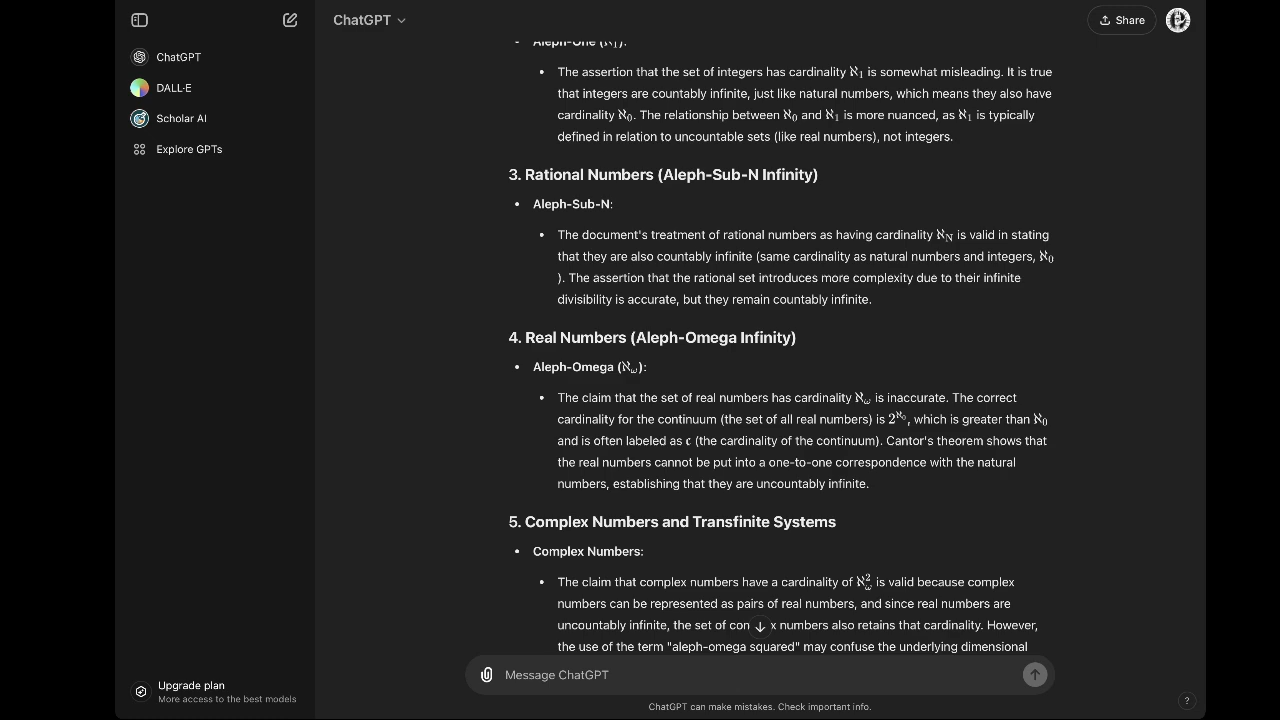 ChatGPT
Share
ChatGPT
DALL·E
Scholar AI
Explore GPTs
Aleph-One (ℵ₁):
The assertion that the set of integers has cardinality ℵ₁ is somewhat misleading. It is true
that integers are countably infinite, just like natural numbers, which means they also have
cardinality ℵ₀. The relationship between ℵ₀ and ℵ₁ is more nuanced, as ℵ₁ is typically
defined in relation to uncountable sets (like real numbers), not integers.
3. Rational Numbers (Aleph-Sub-N Infinity)
Aleph-Sub-N:
The document's treatment of rational numbers as having cardinality ℵ_N is valid in stating
that they are also countably infinite (same cardinality as natural numbers and integers, ℵ₀
). The assertion that the rational set introduces more complexity due to their infinite
divisibility is accurate, but they remain countably infinite.
4. Real Numbers (Aleph-Omega Infinity)
Aleph-Omega (ℵ_ω):
The claim that the set of real numbers has cardinality ℵ_ω is inaccurate. The correct
cardinality for the continuum (the set of all real numbers) is 2^ℵ₀, which is greater than ℵ₀
and is often labeled as 𝔠 (the cardinality of the continuum). Cantor's theorem shows that
the real numbers cannot be put into a one-to-one correspondence with the natural
numbers, establishing that they are uncountably infinite.
5. Complex Numbers and Transfinite Systems
Complex Numbers:
The claim that complex numbers have a cardinality of ℵ_ω² is valid because complex
numbers can be represented as pairs of real numbers, and since real numbers are
uncountably infinite, the set of con x numbers also retains that cardinality. However,
the use of the term "aleph-omega squared" may confuse the underlying dimensional
Message ChatGPT
Upgrade plan
More access to the best models
ChatGPT can make mistakes. Check important info.
?